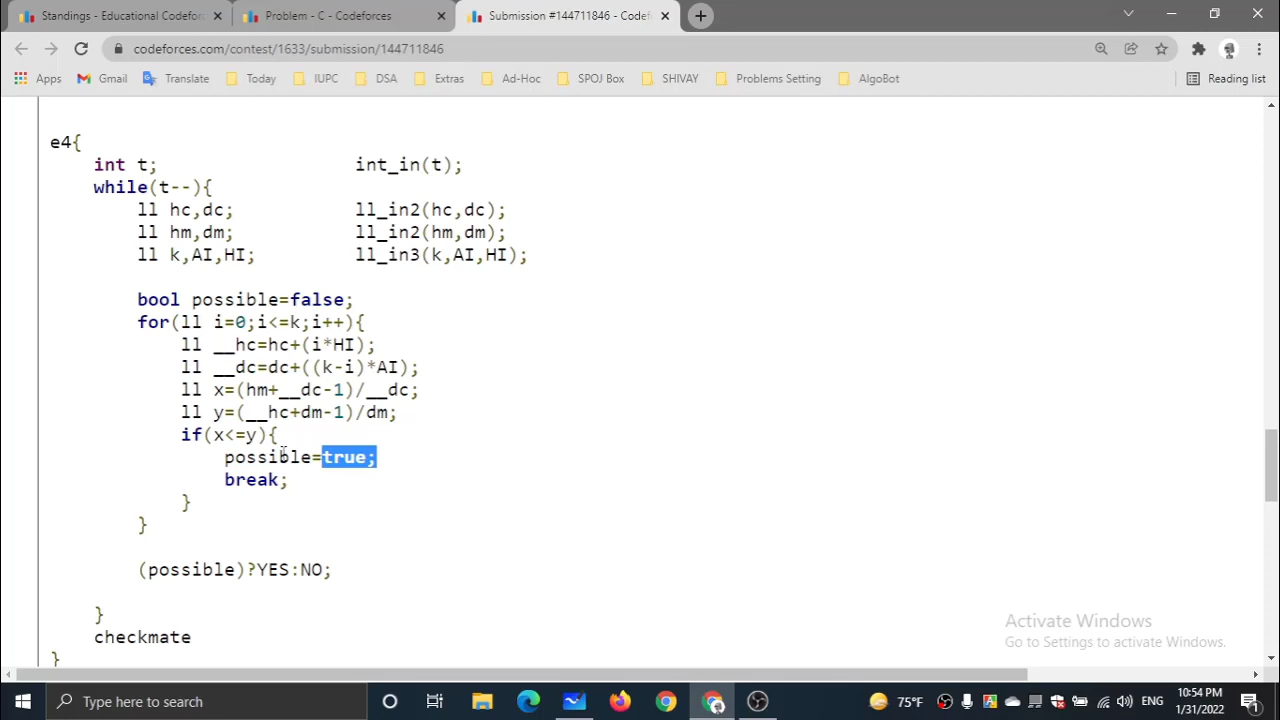 Standings - Educational Codefor
Problem - C - Codeforces
Submission #144711846 - Codef
codeforces.com/contest/1633/submission/144711846
Apps Gmail Translate Today IUPC DSA Extras Ad-Hoc SPOJ Box SHIVAY Problems Setting AlgoBot Reading list
e4{
int t; int_in(t);
while(t--){
ll hc,dc; ll_in2(hc,dc);
ll hm,dm; ll_in2(hm,dm);
ll k,AI,HI; ll_in3(k,AI,HI);
bool possible=false;
for(ll i=0;i<=k;i++){
ll __hc=hc+(i*HI);
ll __dc=dc+((k-i)*AI);
ll x=(hm+__dc-1)/__dc;
ll y=(__hc+dm-1)/dm;
if(x<=y){
possible=true;
break;
}
}
(possible)?YES:NO;
}
checkmate
}
Activate Windows
Go to Settings to activate Windows.
Type here to search
75°F
ENG
10:54 PM
1/31/2022